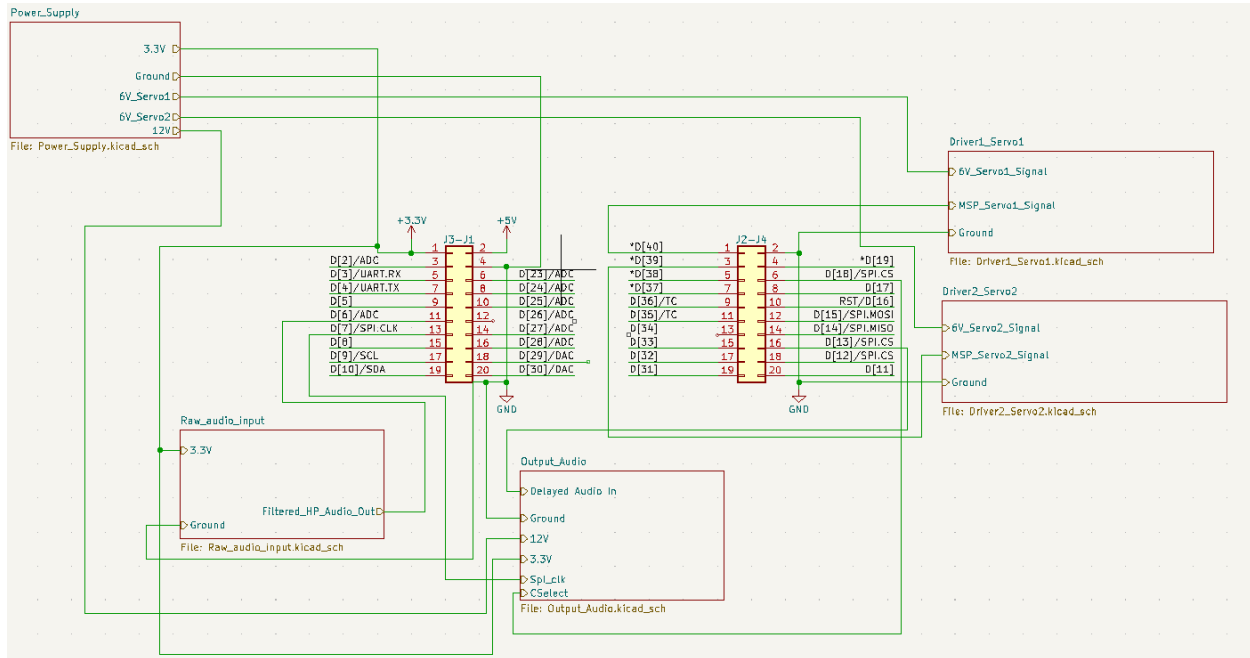 Power_Supply
3.3V
Ground
6V_Servo1
6V_Servo2
12V
File: Power_Supply.kicad_sch
Driver1_Servo1
6V_Servo1_Signal
MSP_Servo1_Signal
Ground
File: Driver1_Servo1.kicad_sch
Driver2_Servo2
6V_Servo2_Signal
MSP_Servo2_Signal
Ground
File: Driver2_Servo2.kicad_sch
+3.3V
+5V
J3-J1
1 2
D[2]/ADC 3 4
D[3]/UART.RX 5 6 D[23]/ADC
D[4]/UART.TX 7 8 D[24]/ADC
D[5] 9 10 D[25]/ADC
D[6]/ADC 11 12 D[26]/ADC
D[7]/SPI.CLK 13 14 D[27]/ADC
D[8] 15 16 D[28]/ADC
D[9]/SCL 17 18 D[29]/DAC
D[10]/SDA 19 20 D[30]/DAC
GND
J2-J4
*D[40] 1 2
*D[39] 3 4 *D[19]
*D[38] 5 6 D[18]/SPI.CS
*D[37] 7 8 D[17]
D[36]/TC 9 10 RST/D[16]
D[35]/TC 11 12 D[15]/SPI.MOSI
D[34] 13 14 D[14]/SPI.MISO
D[33] 15 16 D[13]/SPI.CS
D[32] 17 18 D[12]/SPI.CS
D[31] 19 20 D[11]
GND
Raw_audio_input
3.3V
Filtered_HP_Audio_Out
Ground
File: Raw_audio_input.kicad_sch
Output_Audio
Delayed Audio In
Ground
12V
3.3V
Spi_clk
CSelect
File: Output_Audio.kicad_sch